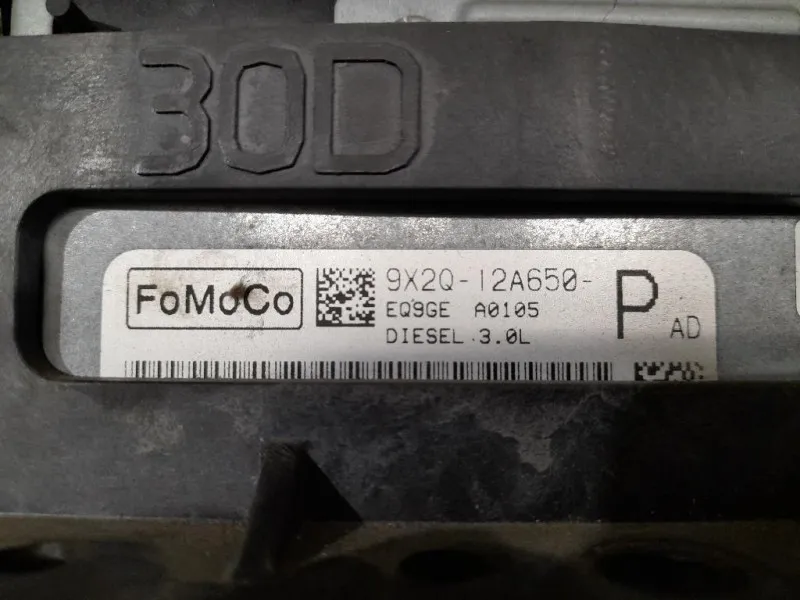 30D
FoMoCo
9X2Q-12A650-
P
AD
EQ9GE A0105
DIESEL 3.0L